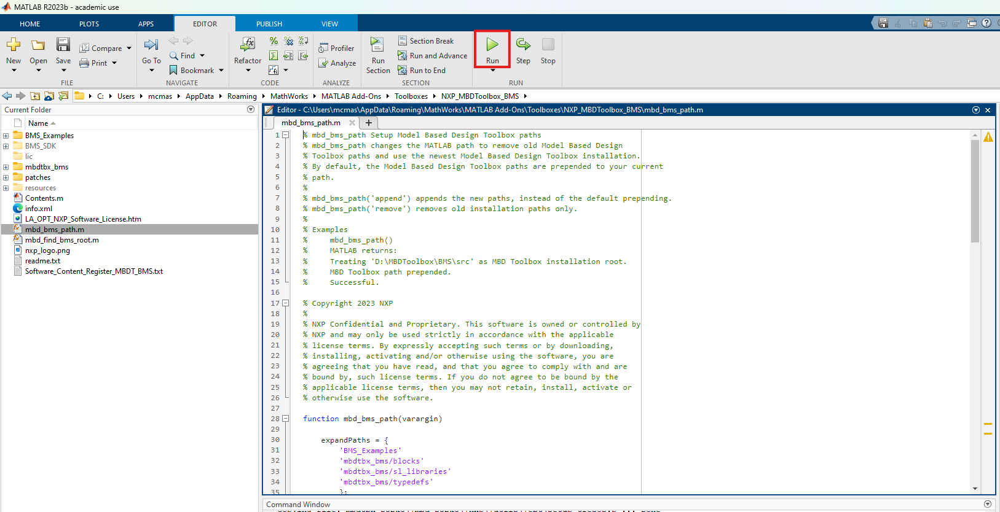 MATLAB R2023b - academic use
HOME PLOTS APPS EDITOR PUBLISH VIEW
New Open Save Compare Print
FILE
Go To Find Bookmark
NAVIGATE
Refactor
CODE
Profiler Analyze
ANALYZE
Run Section Section Break Run and Advance Run to End
SECTION
Run Step Stop
RUN
C: Users mcmas AppData Roaming MathWorks MATLAB Add-Ons Toolboxes NXP_MBDToolbox_BMS
Current Folder
Name
BMS_Examples
BMS_SDK
lic
mbdtbx_bms
patches
resources
Contents.m
info.xml
LA_OPT_NXP_Software_License.htm
mbd_bms_path.m
mbd_find_bms_root.m
nxp_logo.png
readme.txt
Software_Content_Register_MBDT_BMS.txt
Editor - C:\Users\mcmas\AppData\Roaming\MathWorks\MATLAB Add-Ons\Toolboxes\NXP_MBDToolbox_BMS\mbd_bms_path.m
mbd_bms_path.m
1 % mbd_bms_path Setup Model Based Design Toolbox paths
2 % mbd_bms_path changes the MATLAB path to remove old Model Based Design
3 % Toolbox paths and use the newest Model Based Design Toolbox installation.
4 % By default, the Model Based Design Toolbox paths are prepended to your current
5 % path.
6 %
7 % mbd_bms_path('append') appends the new paths, instead of the default prepending.
8 % mbd_bms_path('remove') removes old installation paths only.
9 %
10 % Examples
11 % mbd_bms_path()
12 % MATLAB returns:
13 % Treating 'D:\MBDToolbox\BMS\src' as MBD Toolbox installation root.
14 % MBD Toolbox path prepended.
15 % Successful.
16
17 % Copyright 2023 NXP
18 %
19 % NXP Confidential and Proprietary. This software is owned or controlled by
20 % NXP and may only be used strictly in accordance with the applicable
21 % license terms. By expressly accepting such terms or by downloading,
22 % installing, activating and/or otherwise using the software, you are
23 % agreeing that you have read, and that you agree to comply with and are
24 % bound by, such license terms. If you do not agree to be bound by the
25 % applicable license terms, then you may not retain, install, activate or
26 % otherwise use the software.
27
28 function mbd_bms_path(varargin)
29
30 expandPaths = {
31 'BMS_Examples'
32 'mbdtbx_bms/blocks'
33 'mbdtbx_bms/sl_libraries'
34 'mbdtbx_bms/typedefs'
35 };
Command Window